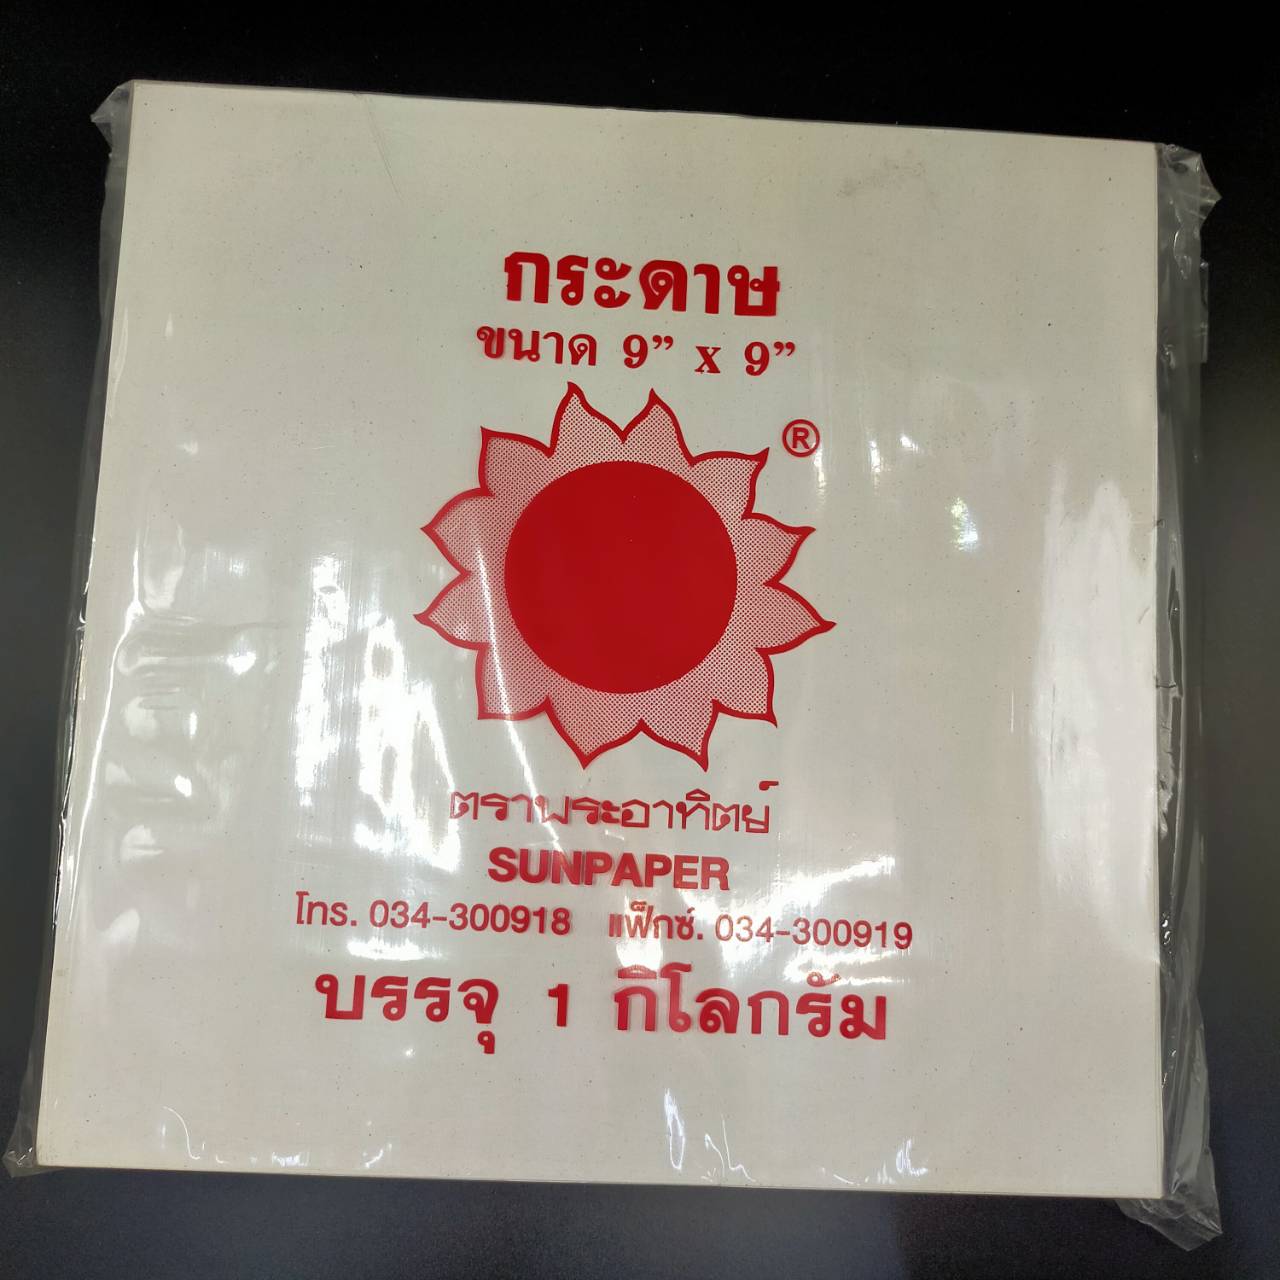 กระดาษ
ขนาด 9” x 9”
®
ตราพระอาทิตย์
SUNPAPER
โทร. 034-300918 แฟ็กซ์. 034-300919
บรรจุ 1 กิโลกรัม